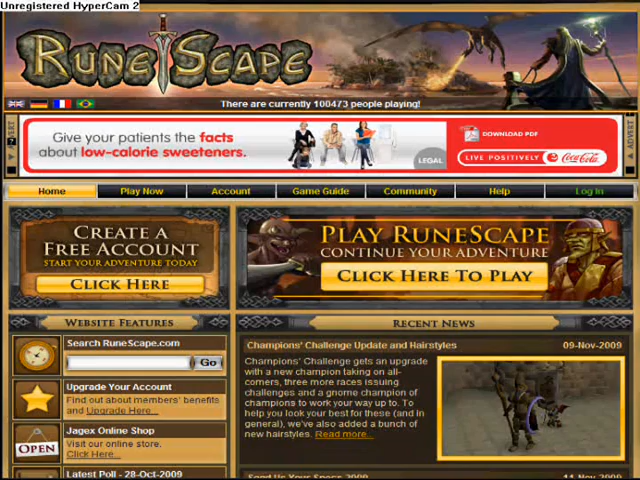 Unregistered HyperCam 2
RUNESCAPE
There are currently 100473 people playing!
ADVERT
Give your patients the facts
about low-calorie sweeteners.
LEGAL
DOWNLOAD PDF
LIVE POSITIVELY Coca-Cola
ADVERT
Home Play Now Account Game Guide Community Help Log In
CREATE A
FREE ACCOUNT
START YOUR ADVENTURE TODAY
CLICK HERE
PLAY RUNESCAPE
CONTINUE YOUR ADVENTURE
CLICK HERE TO PLAY
WEBSITE FEATURES
Search RuneScape.com
Go
Upgrade Your Account
Find out about members' benefits
and Upgrade Here...
OPEN
Jagex Online Shop
Visit our online store.
Click Here...
Latest Poll - 28-Oct-2009
RECENT NEWS
Champions' Challenge Update and Hairstyles 09-Nov-2009
Champions' Challenge gets an upgrade
with a new champion taking on all-
comers, three more races issuing
challenges and a gnome champion of
champions to work your way up to. To
help you look your best for these (and in
general), we've also added a bunch of
new hairstyles. Read more...